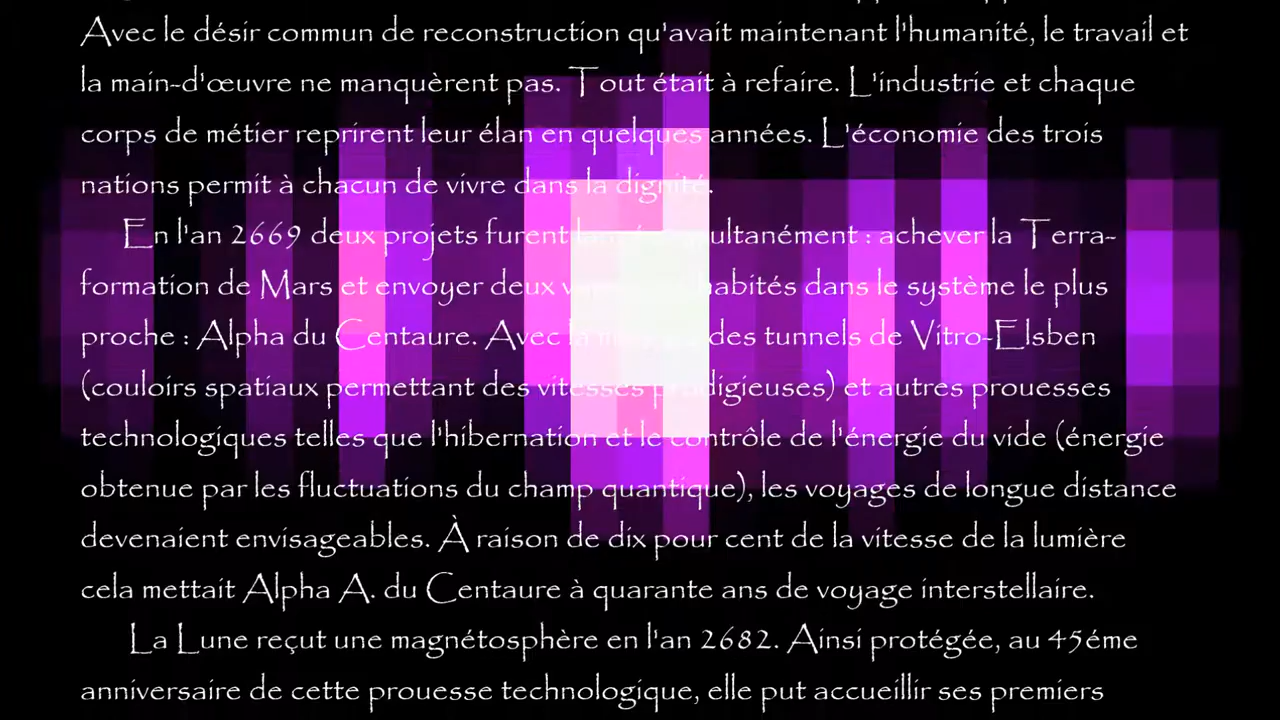 Avec le désir commun de reconstruction qu'avait maintenant l'humanité, le travail et
la main-d'œuvre ne manquèrent pas. Tout était à refaire. L'industrie et chaque
corps de métier reprirent leur élan en quelques années. L'économie des trois
nations permit à chacun de vivre dans la dignité.
En l'an 2669 deux projets furent lancés simultanément : achever la Terra-
formation de Mars et envoyer deux habités dans le système le plus
proche : Alpha du Centaure. Avec la des tunnels de Vitro-Elsben
(couloirs spatiaux permettant des vitesses prodigieuses) et autres prouesses
technologiques telles que l'hibernation et le contrôle de l'énergie du vide (énergie
obtenue par les fluctuations du champ quantique), les voyages de longue distance
devenaient envisageables. À raison de dix pour cent de la vitesse de la lumière
cela mettait Alpha A. du Centaure à quarante ans de voyage interstellaire.
La Lune reçut une magnétosphère en l'an 2682. Ainsi protégée, au 45éme
anniversaire de cette prouesse technologique, elle put accueillir ses premiers